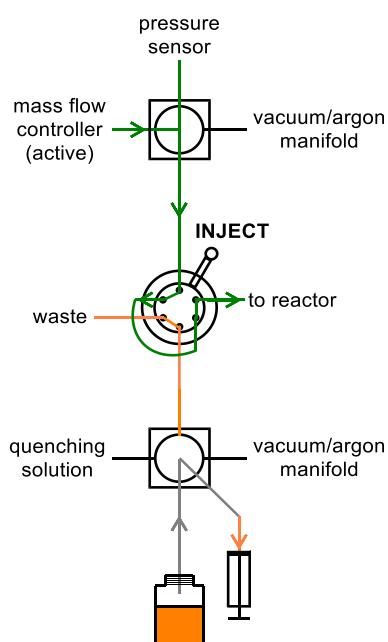 pressure
sensor
mass flow
controller
(active)
vacuum/argon
manifold
INJECT
to reactor
waste
quenching
solution
vacuum/argon
manifold